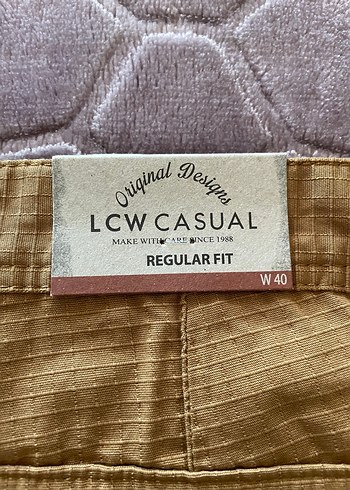 Original Designs
LCW CASUAL
MAKE WITH CARE SINCE 1988
REGULAR FIT
W 40